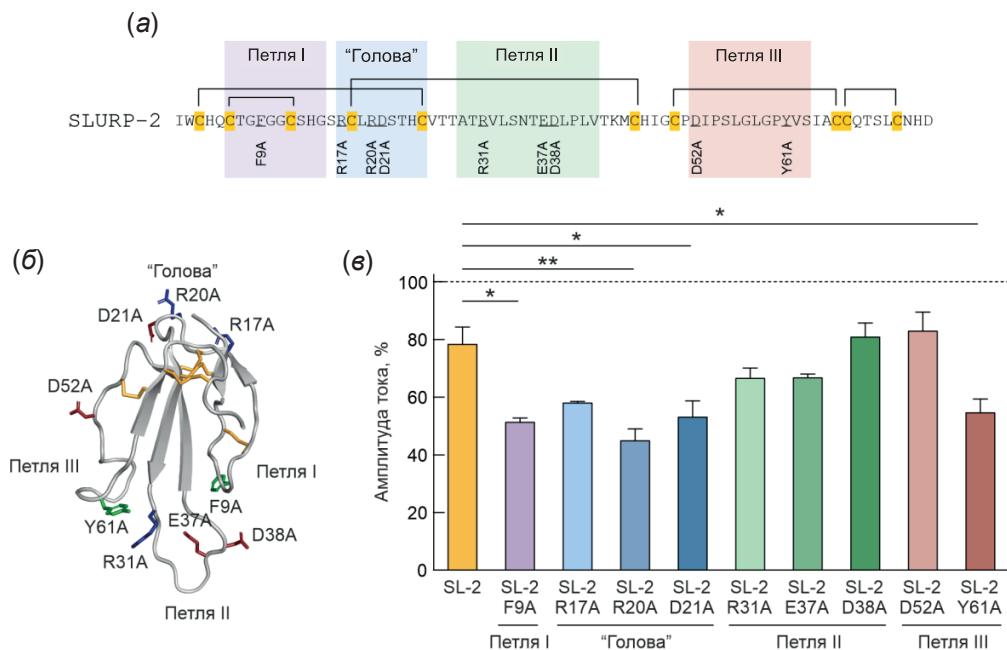 (а)
Петля I
“Голова”
Петля II
Петля III
SLURP-2 IWCHQCTGFGGCSHGSRCLRDSTHCVTTATRVLSNTEDLPLVTKMCHIGCPDIPSLGLGPYVSIACCQTSLCNHD
F9A
R17A
R20A
D21A
R31A
E37A
D38A
D52A
Y61A
(б)
“Голова”
R20A
D21A
R17A
D52A
Петля III
Петля I
F9A
Y61A
E37A
D38A
R31A
Петля II
(в)
*
*
**
*
Амплитуда тока, %
100
80
60
40
20
0
SL-2
SL-2 F9A
SL-2 R17A
SL-2 R20A
SL-2 D21A
SL-2 R31A
SL-2 E37A
SL-2 D38A
SL-2 D52A
SL-2 Y61A
Петля I
“Голова”
Петля II
Петля III